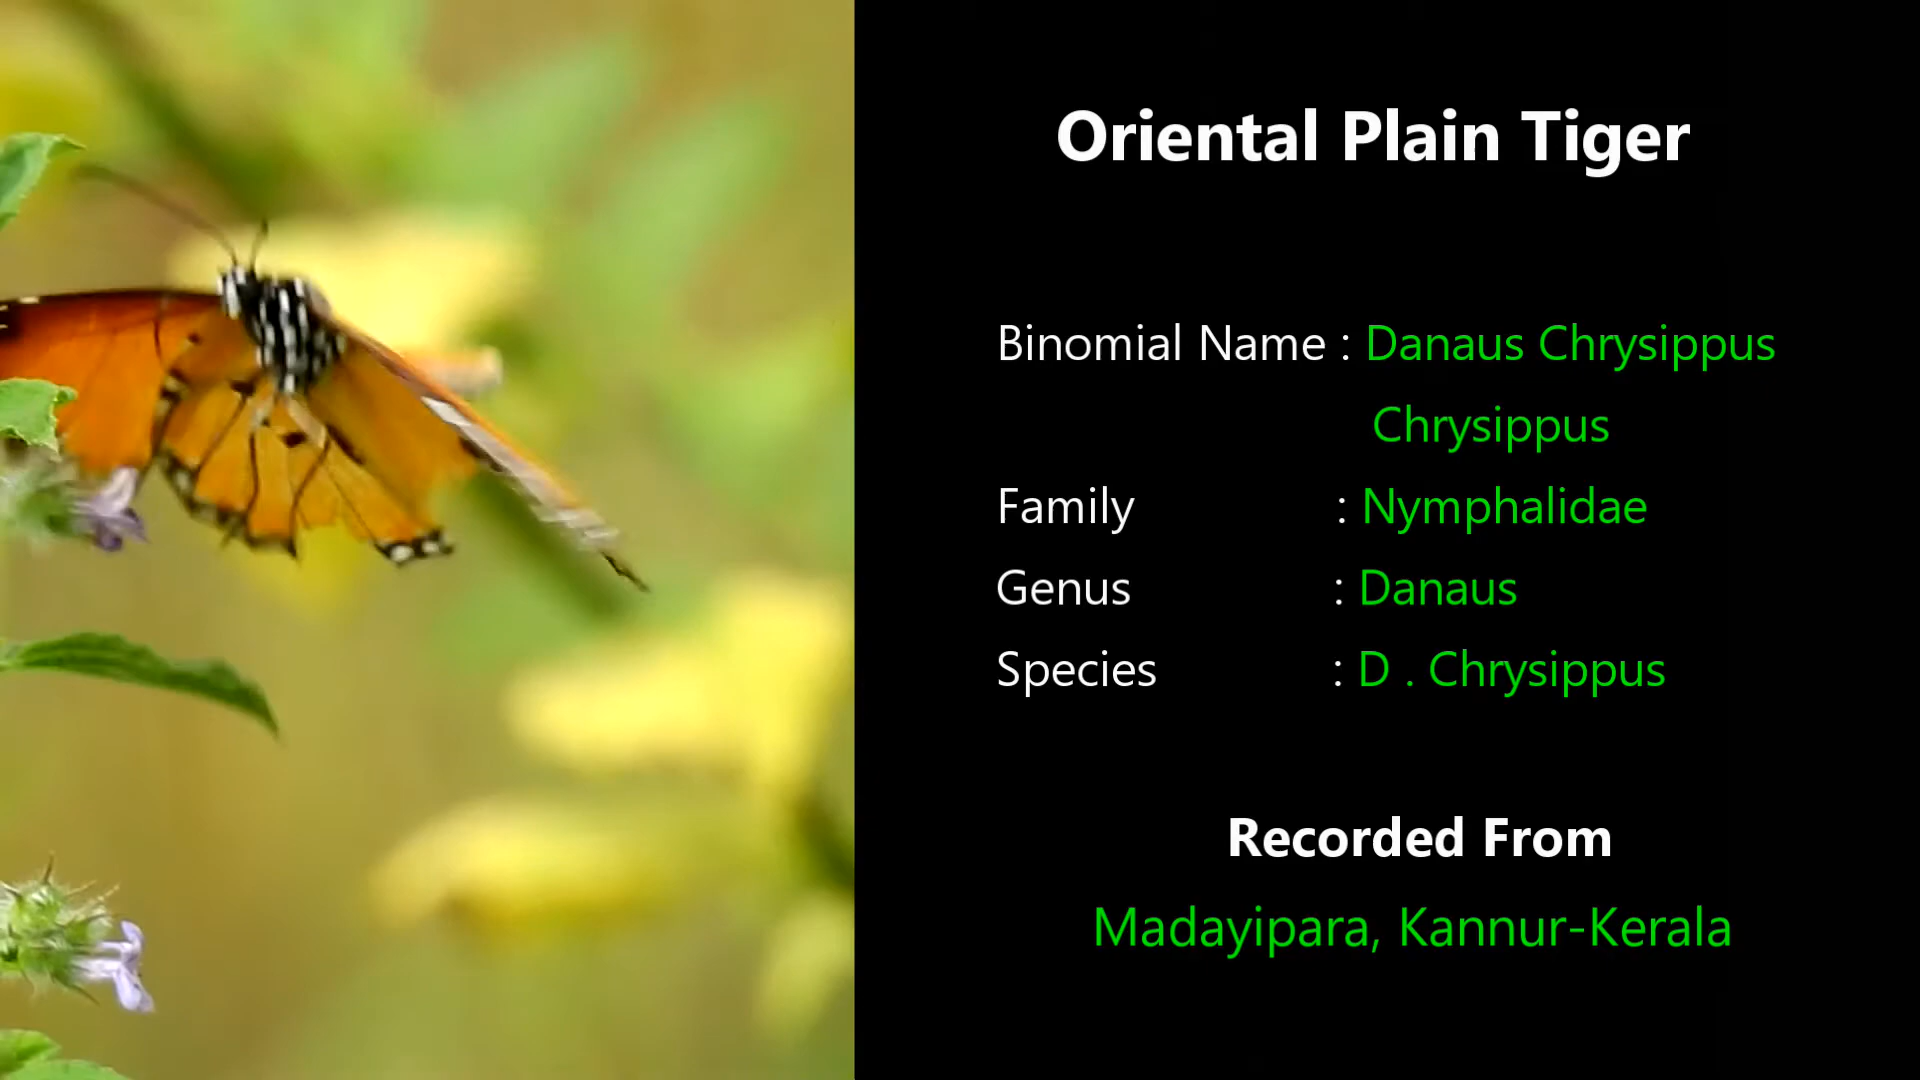 Oriental Plain Tiger
Binomial Name : Danaus Chrysippus
Chrysippus
Family : Nymphalidae
Genus : Danaus
Species : D . Chrysippus
Recorded From
Madayipara, Kannur-Kerala